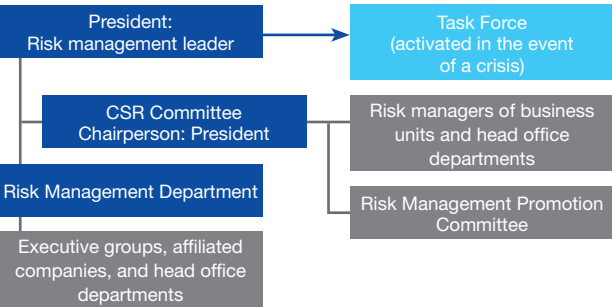 President:
Risk management leader
Task Force
(activated in the event
of a crisis)
CSR Committee
Chairperson: President
Risk managers of business
units and head office
departments
Risk Management Department
Risk Management Promotion
Committee
Executive groups, affiliated
companies, and head office
departments